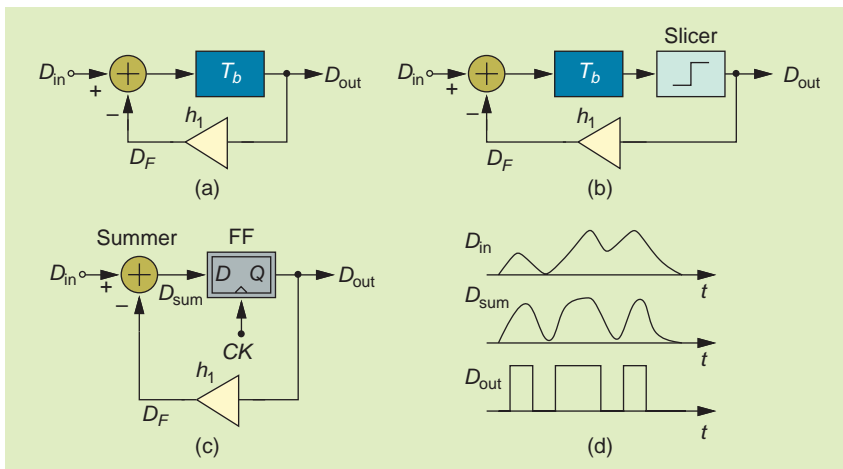 Slicer
D_in + − T_b D_out
h_1
D_F
(a)
D_in + − T_b D_out
h_1
D_F
(b)
Summer FF
D_in + − D_sum D Q D_out
CK
h_1
D_F
(c)
D_in
t
D_sum
t
D_out
t
(d)